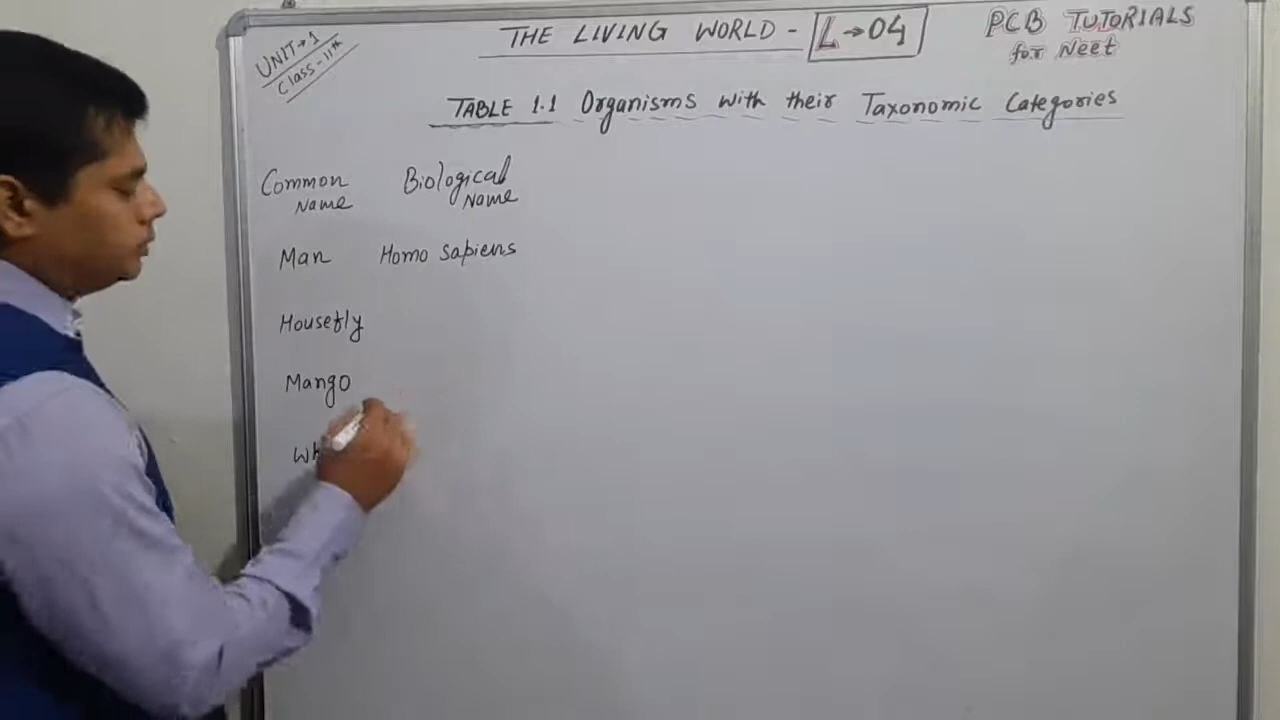 UNIT→1
Class-11th
THE LIVING WORLD - L→04
PCB TUTORIALS
for Neet
TABLE 1.1 Organisms with their Taxonomic Categories
Common Name
Biological Name
Man Homo sapiens
Housefly
Mango